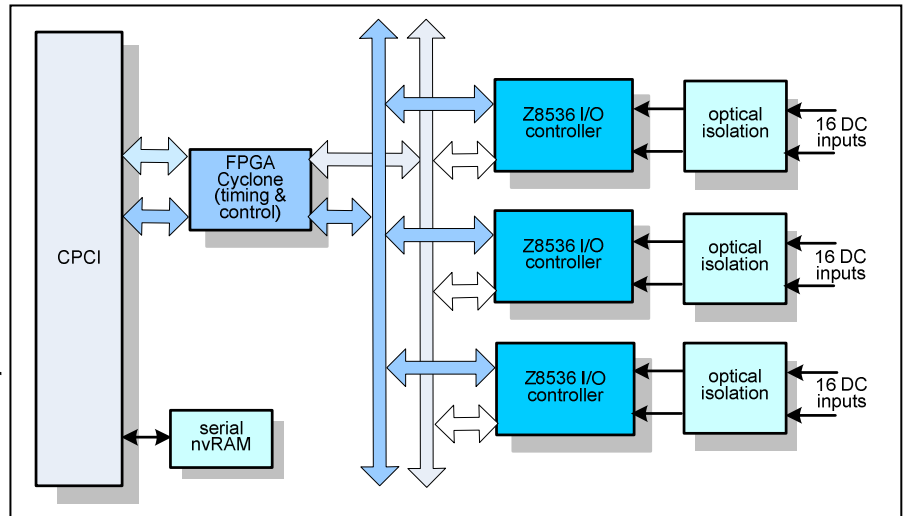 CPCI
FPGA
Cyclone
(timing &
control)
serial
nvRAM
Z8536 I/O
controller
optical
isolation
16 DC
inputs
Z8536 I/O
controller
optical
isolation
16 DC
inputs
Z8536 I/O
controller
optical
isolation
16 DC
inputs